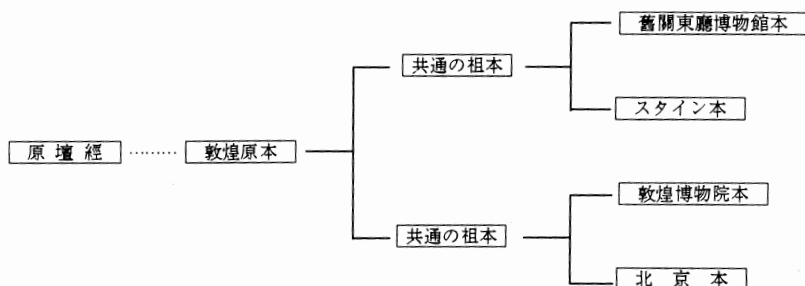 舊關東廳博物館本
共通の祖本
スタイン本
原壇經 ……… 敦煌原本
敦煌博物院本
共通の祖本
北京本